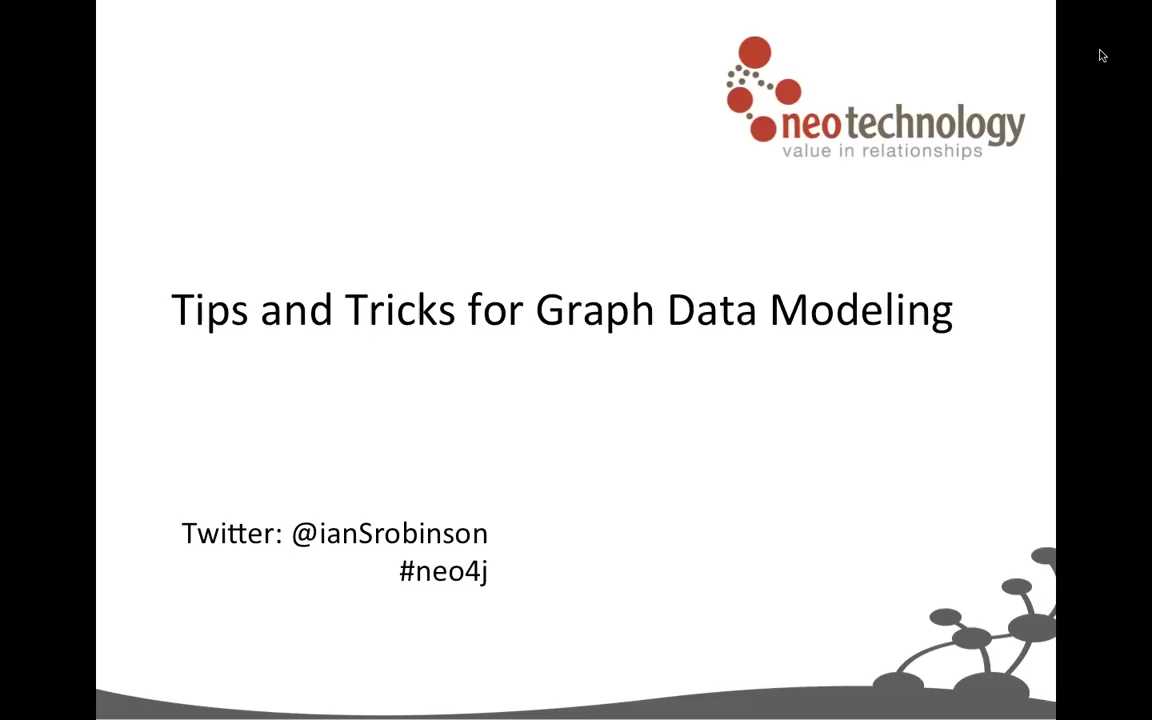 neotechnology
value in relationships
Tips and Tricks for Graph Data Modeling
Twitter: @ianSrobinson
#neo4j